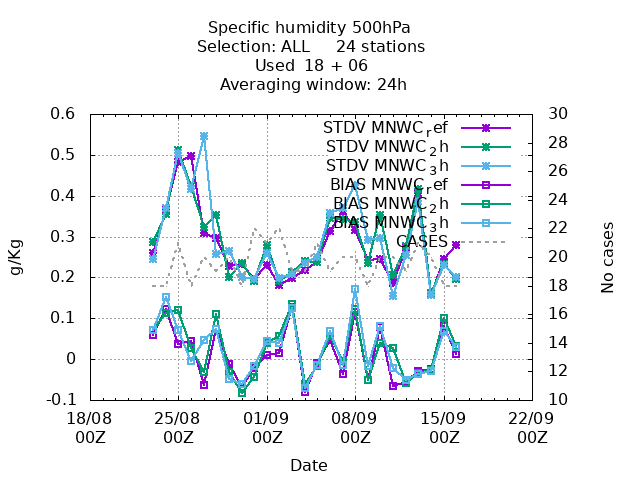 Specific humidity 500hPa
Selection: ALL     24 stations
Used  18 + 06
Averaging window: 24h
0.6
0.5
0.4
0.3
0.2
0.1
0
-0.1
g/Kg
30
28
26
24
22
20
18
16
14
12
10
No cases
STDV MNWC_ref
STDV MNWC_2h
STDV MNWC_3h
BIAS MNWC_ref
BIAS MNWC_2h
BIAS MNWC_3h
CASES
18/08 25/08 01/09 08/09 15/09 22/09
00Z 00Z 00Z 00Z 00Z 00Z
Date